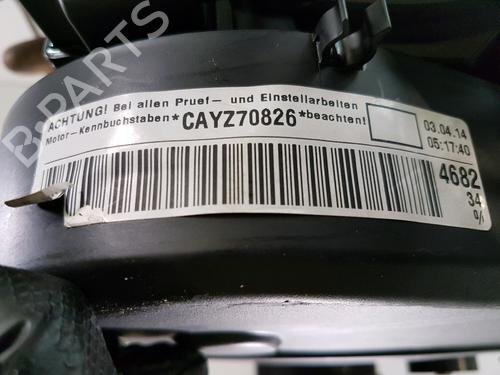 ACHTUNG! Bei allen Pruef- und Einstellarbeiten
Motor-Kennbuchstaben*CAYZ70826*beachten!
03.04.14
05:17:40
4682
34
%
B-PARTS